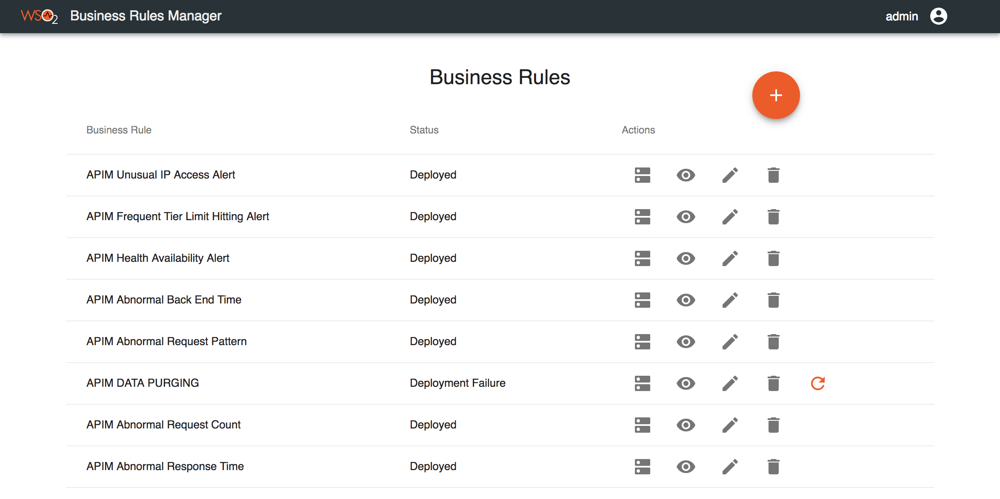 WSO2 Business Rules Manager admin
Business Rules
Business Rule Status Actions
APIM Unusual IP Access Alert Deployed
APIM Frequent Tier Limit Hitting Alert Deployed
APIM Health Availability Alert Deployed
APIM Abnormal Back End Time Deployed
APIM Abnormal Request Pattern Deployed
APIM DATA PURGING Deployment Failure
APIM Abnormal Request Count Deployed
APIM Abnormal Response Time Deployed